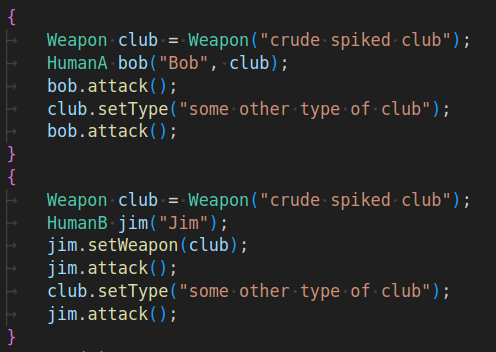 {
    Weapon club = Weapon("crude spiked club");
    HumanA bob("Bob", club);
    bob.attack();
    club.setType("some other type of club");
    bob.attack();
}
{
    Weapon club = Weapon("crude spiked club");
    HumanB jim("Jim");
    jim.setWeapon(club);
    jim.attack();
    club.setType("some other type of club");
    jim.attack();
}